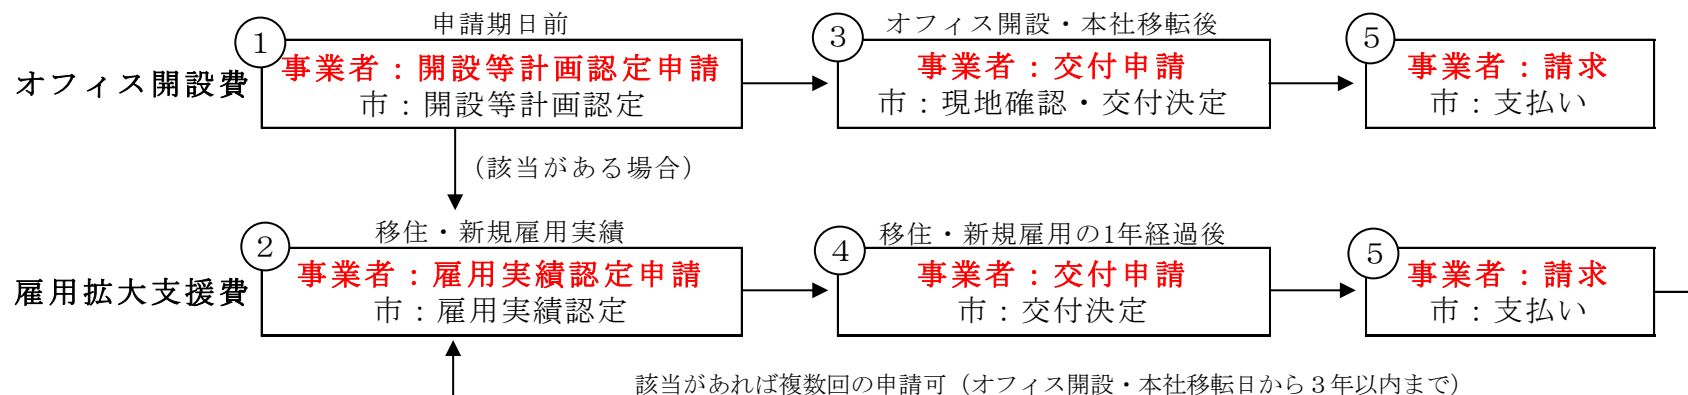 申請期日前
オフィス開設・本社移転後
①
③
⑤
オフィス開設費
事業者：開設等計画認定申請
市：開設等計画認定
事業者：交付申請
市：現地確認・交付決定
事業者：請求
市：支払い
（該当がある場合）
移住・新規雇用実績
移住・新規雇用の1年経過後
②
④
⑤
雇用拡大支援費
事業者：雇用実績認定申請
市：雇用実績認定
事業者：交付申請
市：交付決定
事業者：請求
市：支払い
該当があれば複数回の申請可（オフィス開設・本社移転日から３年以内まで）